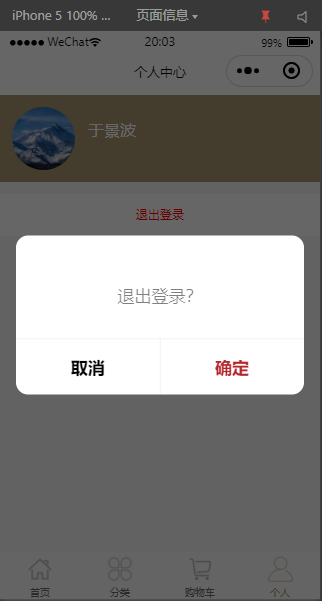 iPhone 5 100% ... 页面信息
WeChat 20:03 99%
个人中心
于景波
退出登录
退出登录?
取消 确定
首页 分类 购物车 个人